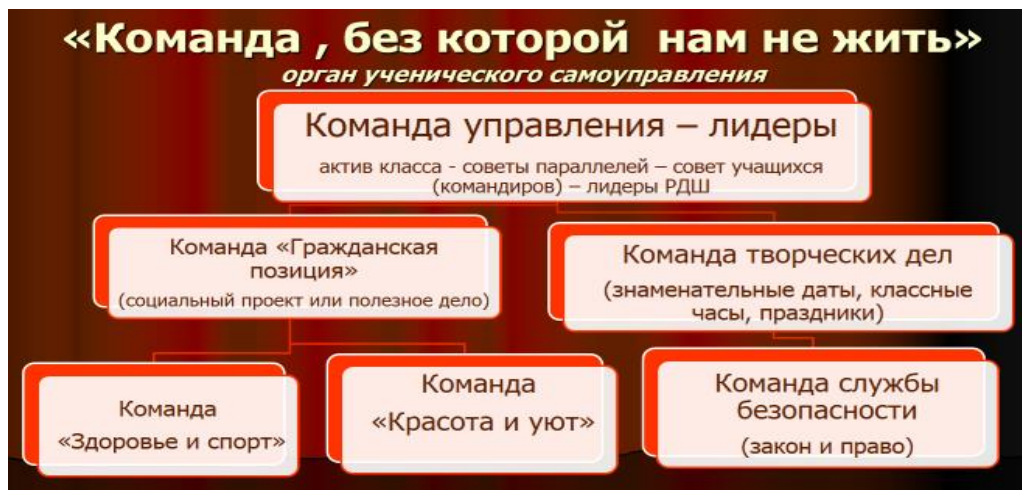 «Команда , без которой нам не жить»
орган ученического самоуправления
Команда управления – лидеры
актив класса - советы параллелей – совет учащихся
(командиров) – лидеры РДШ
Команда «Гражданская
позиция»
(социальный проект или полезное дело)
Команда творческих дел
(знаменательные даты, классные
часы, праздники)
Команда
«Здоровье и спорт»
Команда
«Красота и уют»
Команда службы
безопасности
(закон и право)